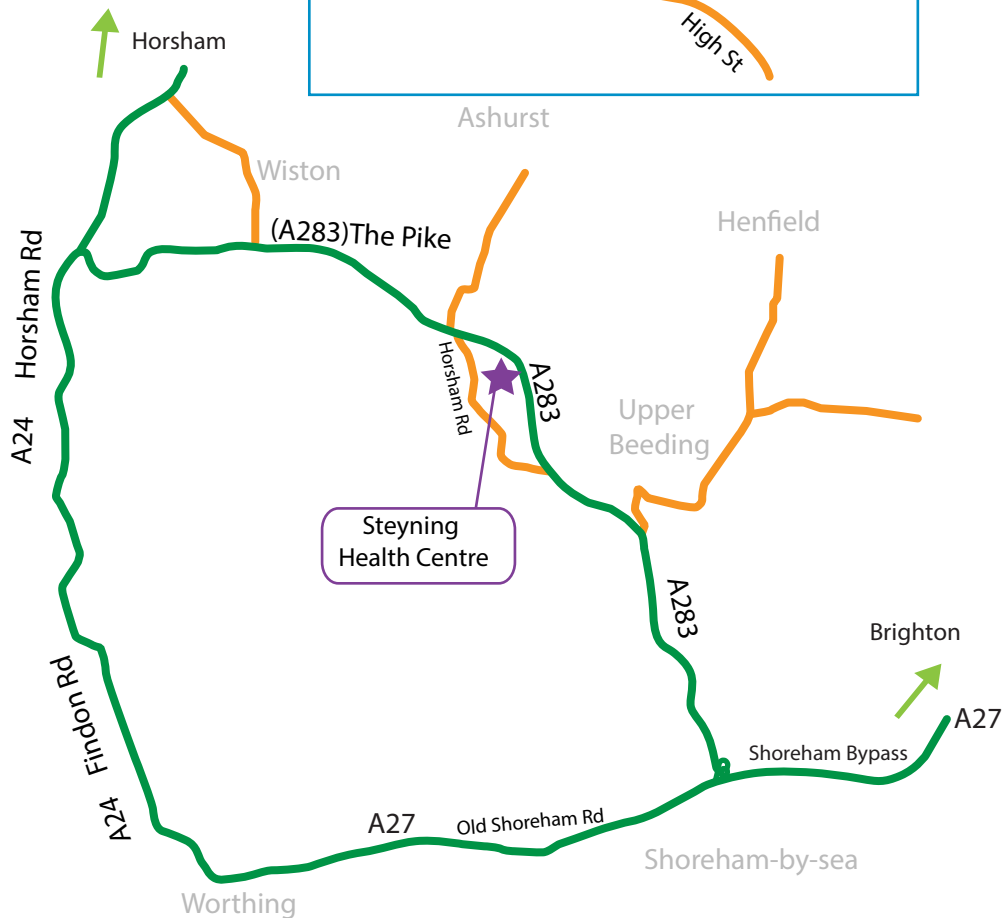 High St
Horsham
Ashurst
Wiston
Henfield
(A283)The Pike
Horsham Rd
A24
Horsham Rd
A283
Upper
Beeding
Steyning
Health Centre
A283
Brighton
Findon Rd
A24
A27
Shoreham Bypass
A27
Old Shoreham Rd
Shoreham-by-sea
Worthing